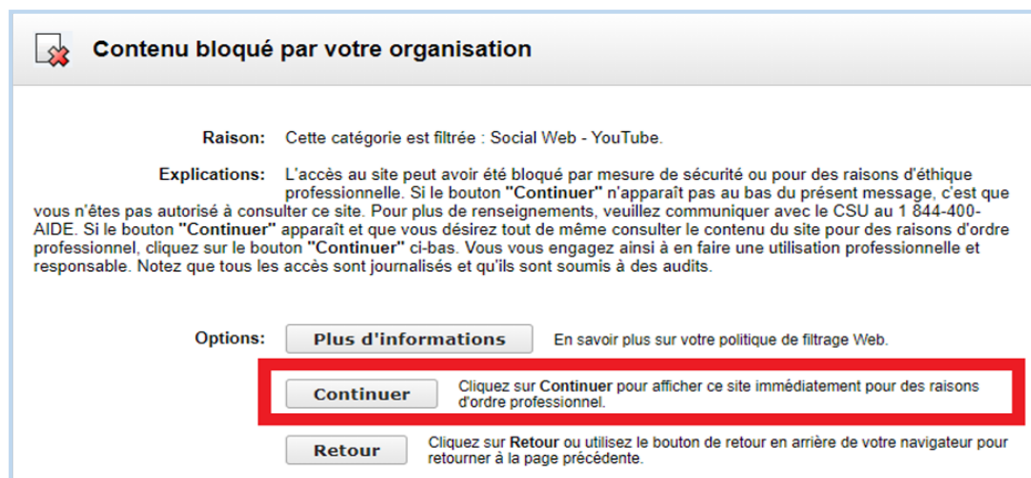 Contenu bloqué par votre organisation
Raison: Cette catégorie est filtrée : Social Web - YouTube.
Explications: L'accès au site peut avoir été bloqué par mesure de sécurité ou pour des raisons d'éthique
professionnelle. Si le bouton "Continuer" n'apparaît pas au bas du présent message, c'est que
vous n'êtes pas autorisé à consulter ce site. Pour plus de renseignements, veuillez communiquer avec le CSU au 1 844-400-
AIDE. Si le bouton "Continuer" apparaît et que vous désirez tout de même consulter le contenu du site pour des raisons d'ordre
professionnel, cliquez sur le bouton "Continuer" ci-bas. Vous vous engagez ainsi à en faire une utilisation professionnelle et
responsable. Notez que tous les accès sont journalisés et qu'ils sont soumis à des audits.
Options: Plus d'informations En savoir plus sur votre politique de filtrage Web.
Continuer Cliquez sur Continuer pour afficher ce site immédiatement pour des raisons
d'ordre professionnel.
Retour Cliquez sur Retour ou utilisez le bouton de retour en arrière de votre navigateur pour
retourner à la page précédente.